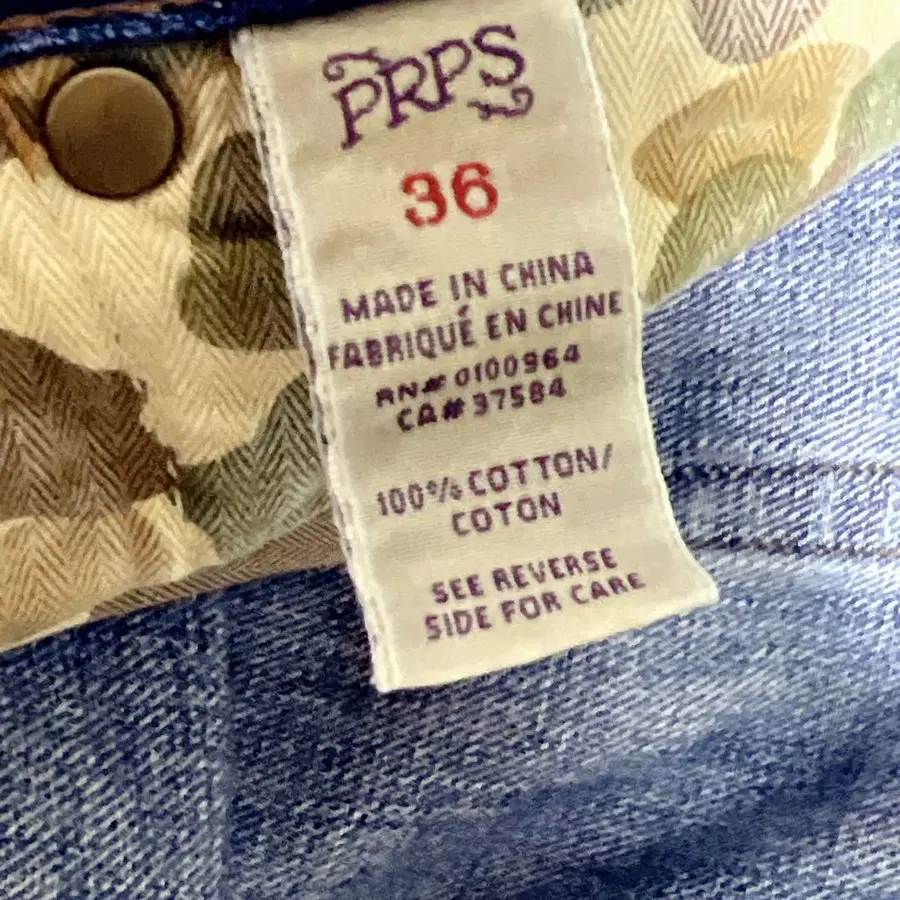 PRPS
36
MADE IN CHINA
FABRIQUÉ EN CHINE
RN# 0100964
CA# 37584
100% COTTON/
COTON
SEE REVERSE
SIDE FOR CARE